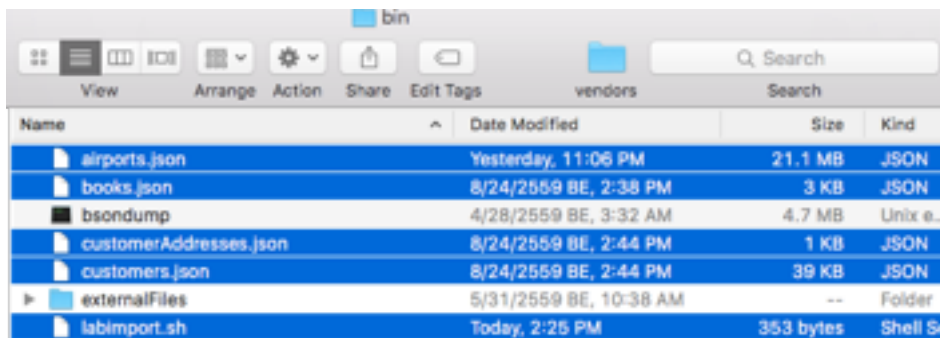 bin
Search
View Arrange Action Share Edit Tags vendors Search
Name Date Modified Size Kind
airports.json Yesterday, 11:06 PM 21.1 MB JSON
books.json 8/24/2559 BE, 2:38 PM 3 KB JSON
bsondump 4/28/2559 BE, 3:32 AM 4.7 MB Unix e..
customerAddresses.json 8/24/2559 BE, 2:44 PM 1 KB JSON
customers.json 8/24/2559 BE, 2:44 PM 39 KB JSON
externalFiles 5/31/2559 BE, 10:38 AM -- Folder
labimport.sh Today, 2:25 PM 353 bytes Shell Sc